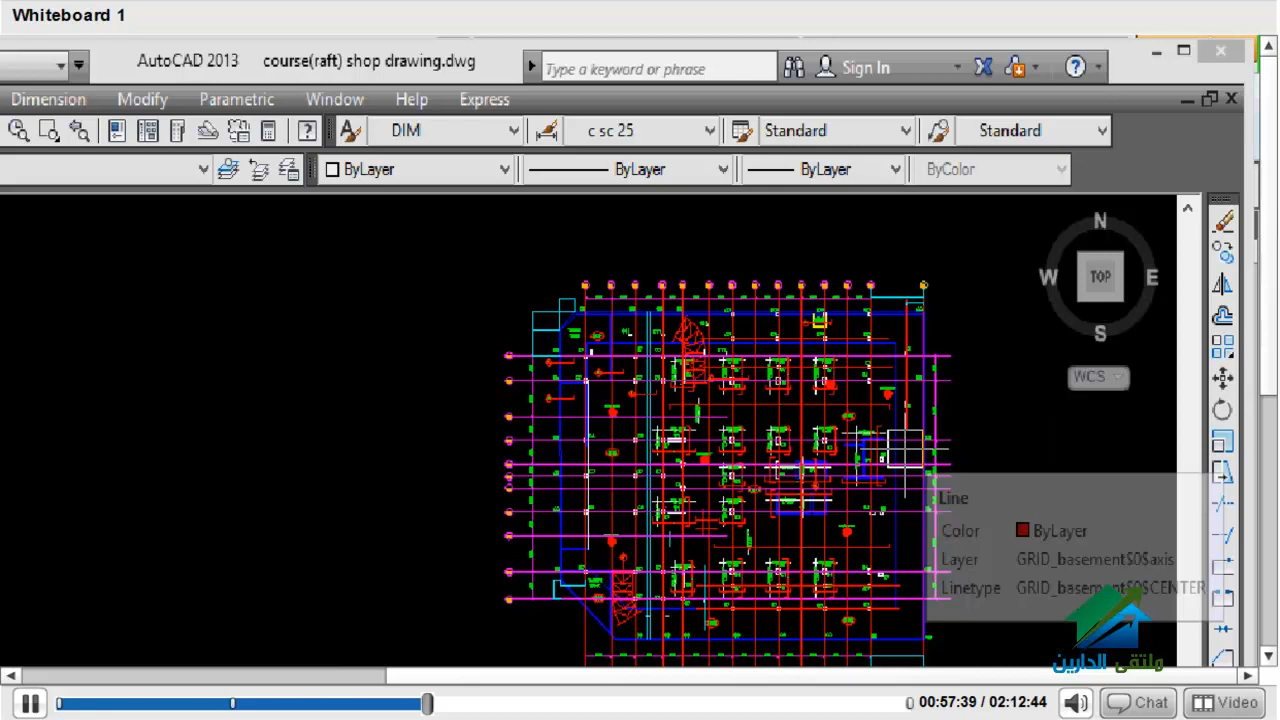 Whiteboard 1
AutoCAD 2013 course(raft) shop drawing.dwg Type a keyword or phrase Sign In
Dimension Modify Parametric Window Help Express
DIM c sc 25 Standard Standard
ByLayer ByLayer ByLayer ByColor
N
W TOP E
S
WCS
Line
Color ByLayer
Layer GRID_basement$0$axis
Linetype GRID_basement$0$CENTER
ملتقى الدارين
00:57:39 / 02:12:44 Chat Video